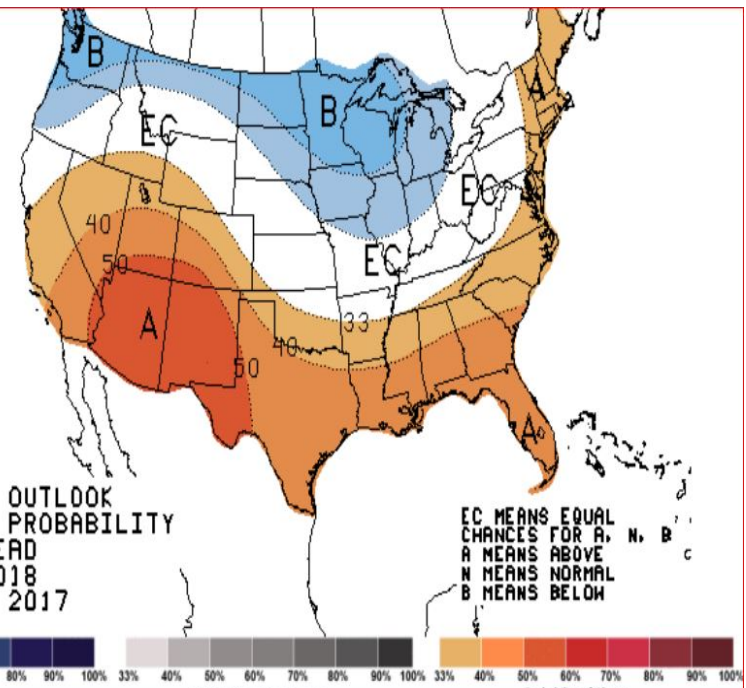 B
B
A
EC
EC
40
EC
50
A
33
40
50
A
OUTLOOK
PROBABILITY
EAD
018
2017
EC MEANS EQUAL
CHANCES FOR A, N, B
A MEANS ABOVE
N MEANS NORMAL
B MEANS BELOW
80% 90% 100% 33% 40% 50% 60% 70% 80% 90% 100% 33% 40% 50% 60% 70% 80% 90% 100%